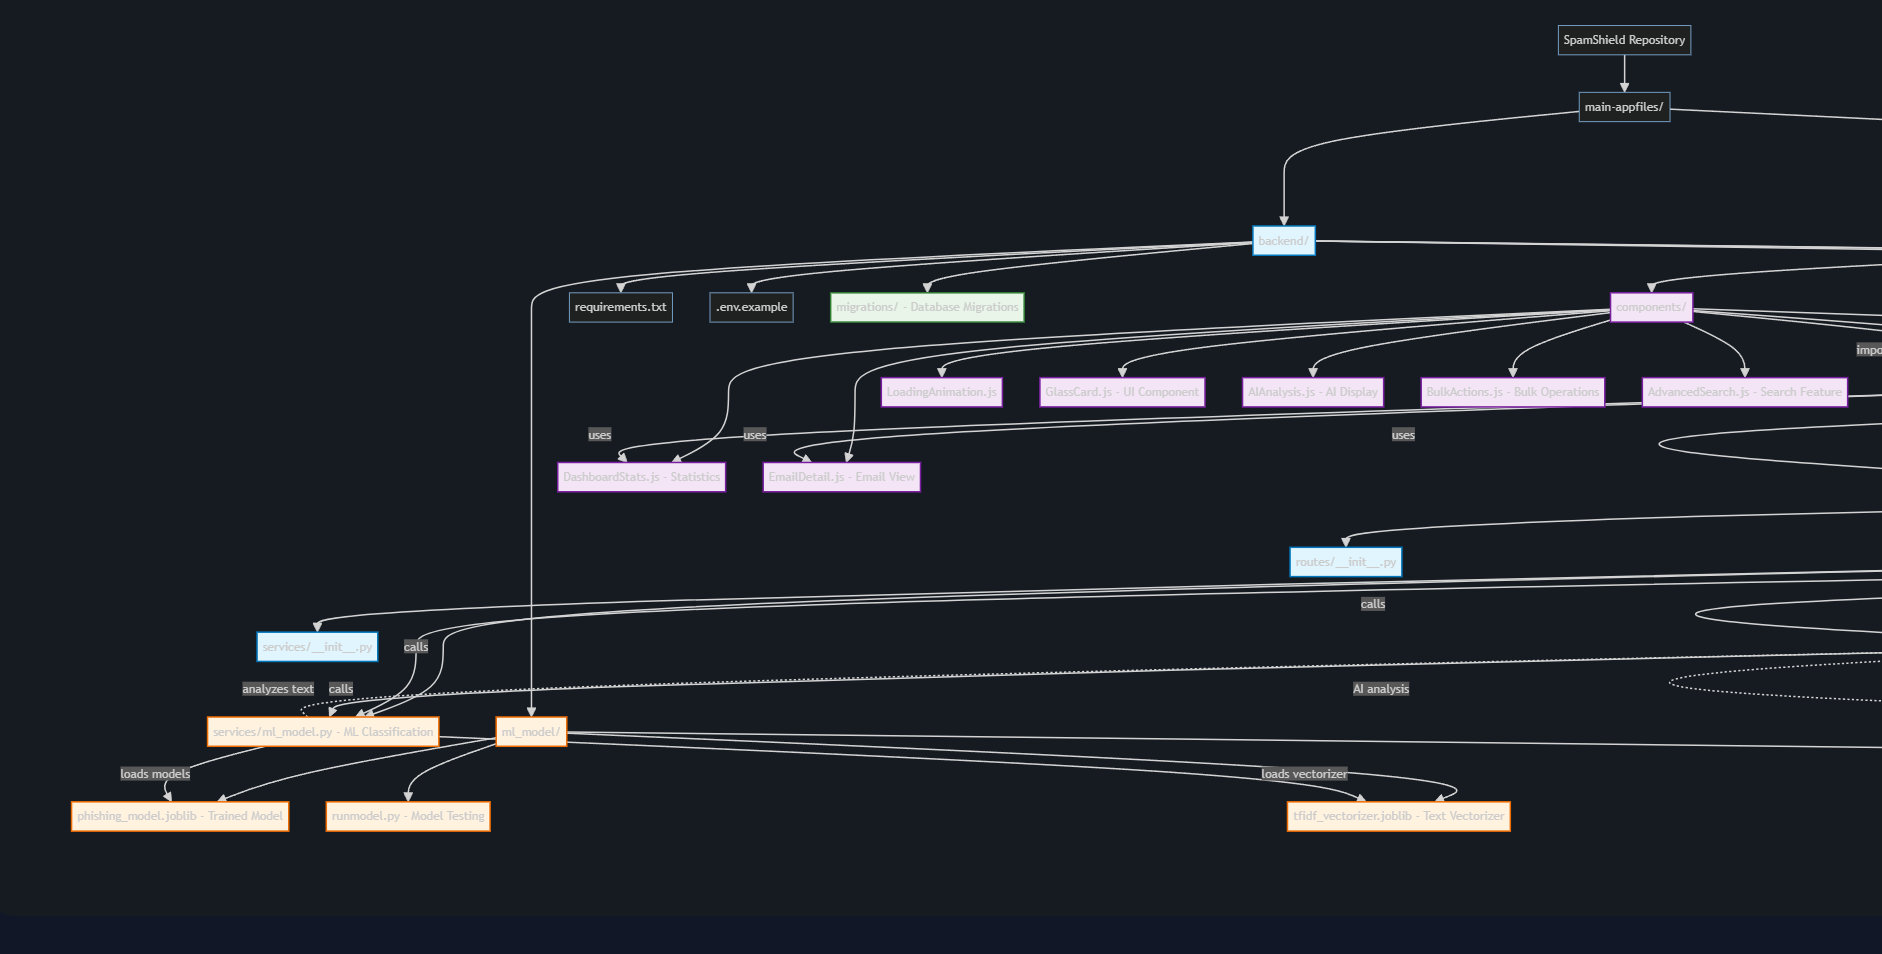 SpamShield Repository
main-appfiles/
backend/
requirements.txt
.env.example
migrations/ - Database Migrations
components/
impo
LoadingAnimation.js
GlassCard.js - UI Component
AIAnalysis.js - AI Display
BulkActions.js - Bulk Operations
AdvancedSearch.js - Search Feature
uses
uses
uses
DashboardStats.js - Statistics
EmailDetail.js - Email View
routes/__init__.py
calls
services/__init__.py
calls
analyzes text
calls
AI analysis
services/ml_model.py - ML Classification
ml_model/
loads models
loads vectorizer
phishing_model.joblib - Trained Model
runmodel.py - Model Testing
tfidf_vectorizer.joblib - Text Vectorizer